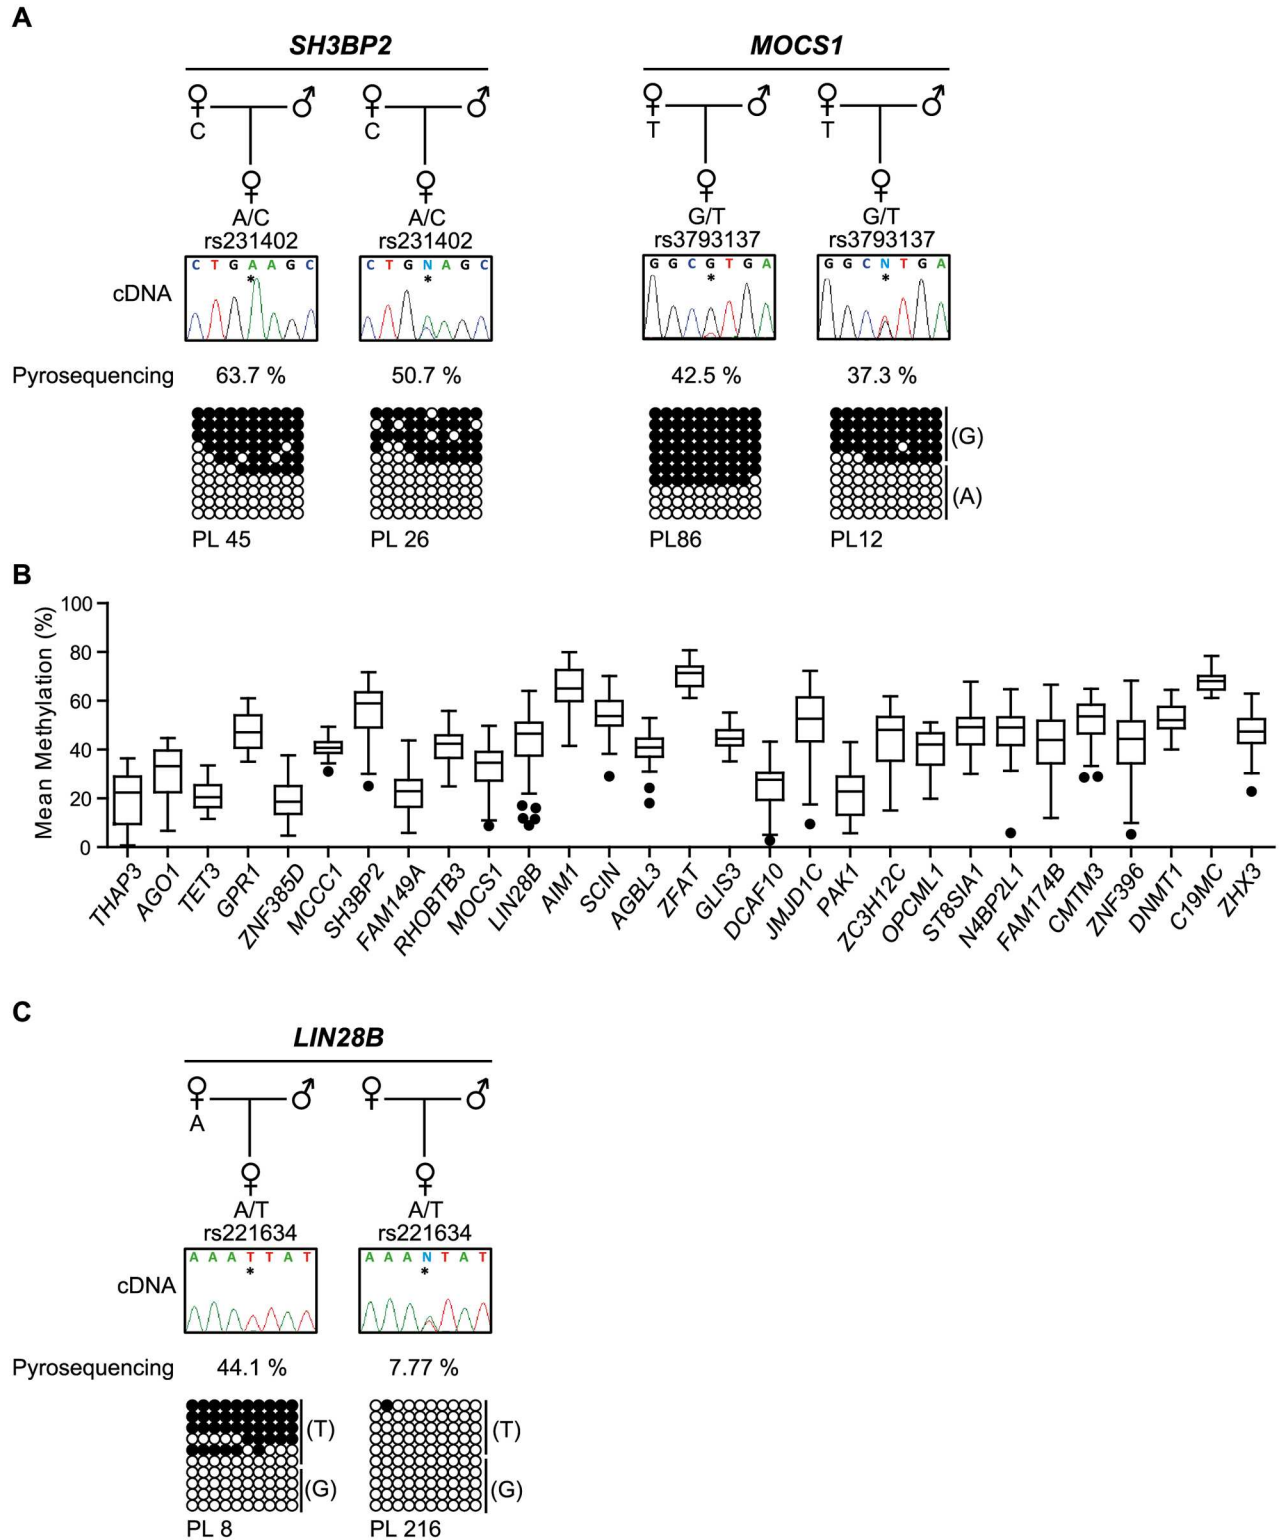 A
SH3BP2 MOCS1
♀ ♂ ♀ ♂ ♀ ♂ ♀ ♂
C C T T
♀ ♀ ♀ ♀
A/C A/C G/T G/T
rs231402 rs231402 rs3793137 rs3793137
C T G A A G C C T G N A G C G G C G T G A G G C N T G A
* * * *
cDNA
Pyrosequencing 63.7 % 50.7 % 42.5 % 37.3 %
(G)
(A)
PL 45 PL 26 PL86 PL12
B
Mean Methylation (%)
100
80
60
40
20
0
THAP3 AGO1 TET3 GPR1 ZNF385D MCCC1 SH3BP2 FAM149A RHOBTB3 MOCS1 LIN28B AIM1 SCIN AGBL3 ZFAT GLIS3 DCAF10 JMJD1C PAK1 ZC3H12C OPCML1 ST8SIA1 N4BP2L1 FAM174B CMTM3 ZNF396 DNMT1 C19MC ZHX3
C
LIN28B
♀ ♂ ♀ ♂
A
♀ ♀
A/T A/T
rs221634 rs221634
A A A T T A T A A A N T A T
* *
cDNA
Pyrosequencing 44.1 % 7.77 %
(T) (T)
(G) (G)
PL 8 PL 216